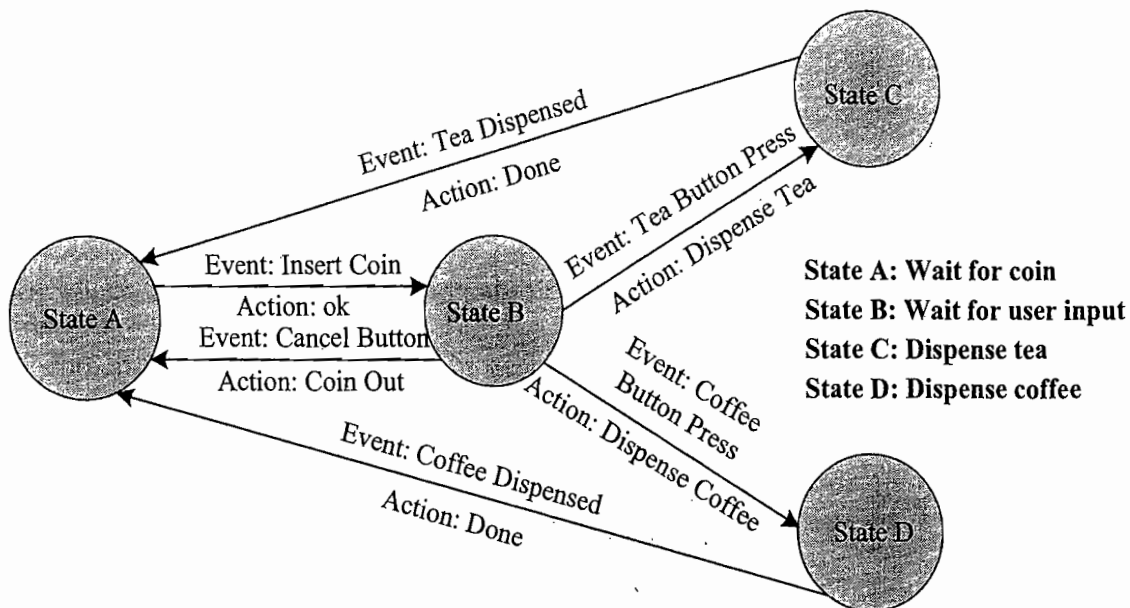 State C
Event: Tea Dispensed
Action: Done
Event: Tea Button Press
Action: Dispense Tea
State A
Event: Insert Coin
Action: ok
Event: Cancel Button
Action: Coin Out
State B
State A: Wait for coin
State B: Wait for user input
State C: Dispense tea
State D: Dispense coffee
Event: Coffee
Button Press
Action: Dispense Coffee
Event: Coffee Dispensed
Action: Done
State D